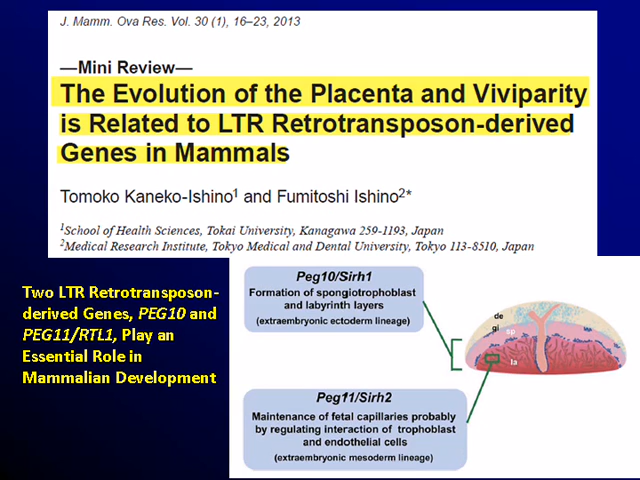 J. Mamm. Ova Res. Vol. 30 (1), 16–23, 2013
—Mini Review—
The Evolution of the Placenta and Viviparity
is Related to LTR Retrotransposon-derived
Genes in Mammals
Tomoko Kaneko-Ishino1 and Fumitoshi Ishino2*
1School of Health Sciences, Tokai University, Kanagawa 259-1193, Japan
2Medical Research Institute, Tokyo Medical and Dental University, Tokyo 113-8510, Japan
Two LTR Retrotransposon-
derived Genes, PEG10 and
PEG11/RTL1, Play an
Essential Role in
Mammalian Development
Peg10/Sirh1
Formation of spongiotrophoblast
and labyrinth layers
(extraembryonic ectoderm lineage)
de
gi
sp
la
Peg11/Sirh2
Maintenance of fetal capillaries probably
by regulating interaction of trophoblast
and endothelial cells
(extraembryonic mesoderm lineage)